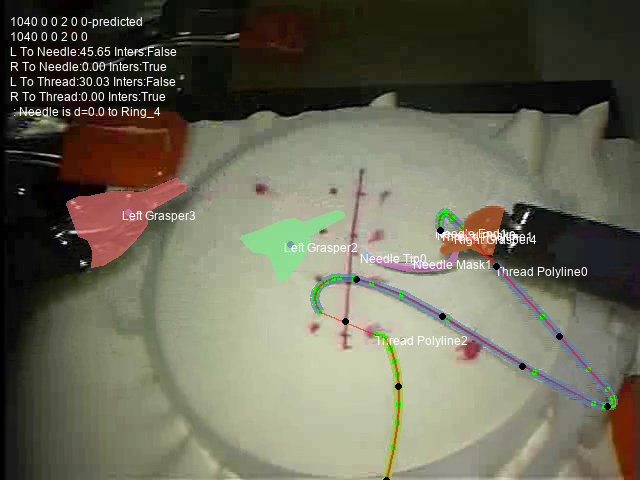 1040 0 0 2 0 0-predicted
1040 0 0 2 0 0
L To Needle:45.65 Inters:False
R To Needle:0.00 Inters:True
L To Thread:30.03 Inters:False
R To Thread:0.00 Inters:True
: Needle is d=0.0 to Ring_4
Left Grasper3
Left Grasper2
Needle Tip0
Needle Mask1
Thread Polyline0
Thread Polyline2